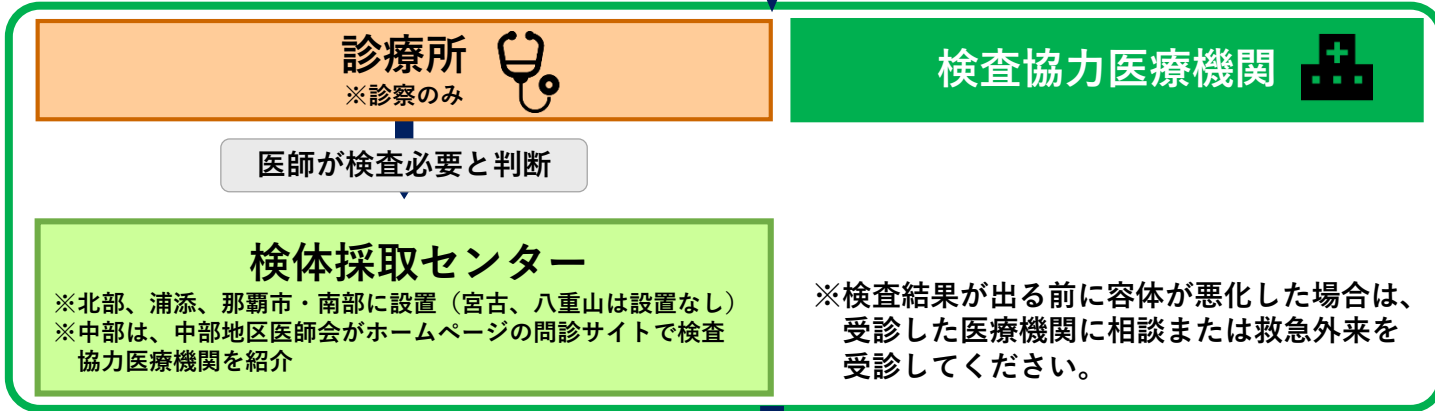 診療所
※診察のみ
検査協力医療機関
医師が検査必要と判断
検体採取センター
※北部、浦添、那覇市・南部に設置（宮古、八重山は設置なし）
※中部は、中部地区医師会がホームページの問診サイトで検査
協力医療機関を紹介
※検査結果が出る前に容体が悪化した場合は、
受診した医療機関に相談または救急外来を
受診してください。